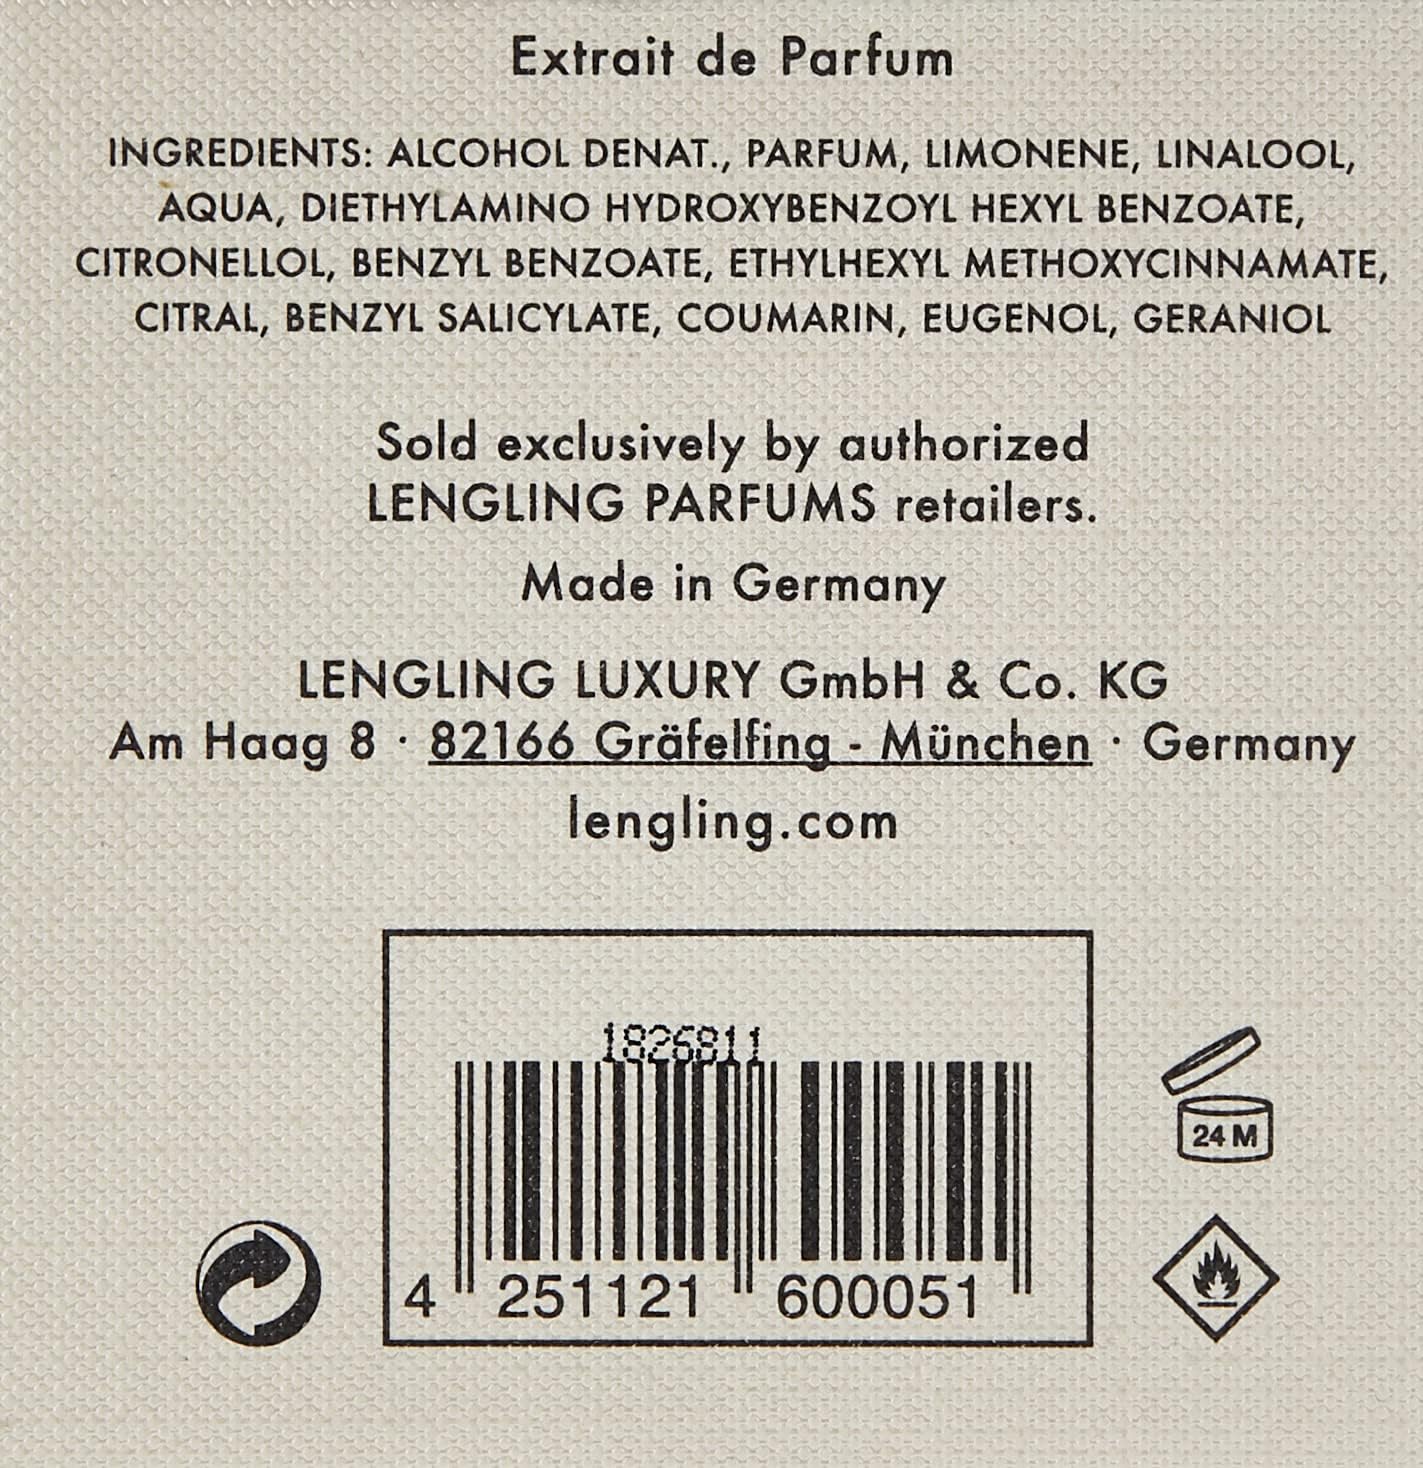 Extrait de Parfum
INGREDIENTS: ALCOHOL DENAT., PARFUM, LIMONENE, LINALOOL,
AQUA, DIETHYLAMINO HYDROXYBENZOYL HEXYL BENZOATE,
CITRONELLOL, BENZYL BENZOATE, ETHYLHEXYL METHOXYCINNAMATE,
CITRAL, BENZYL SALICYLATE, COUMARIN, EUGENOL, GERANIOL
Sold exclusively by authorized
LENGLING PARFUMS retailers.
Made in Germany
LENGLING LUXURY GmbH & Co. KG
Am Haag 8 · 82166 Gräfelfing - München · Germany
lengling.com
1826811
24 M
4 251121 600051